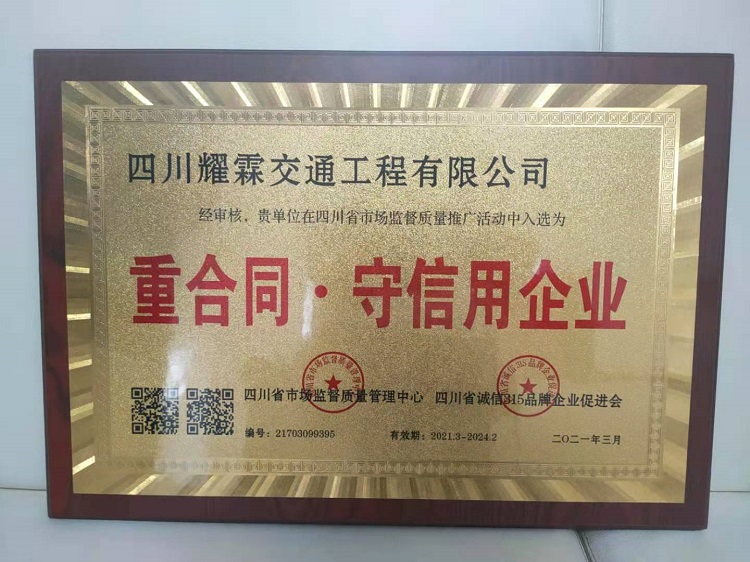 四川耀霖交通工程有限公司
经审核，贵单位在四川省市场监督质量推广活动中入选为
重合同·守信用企业
四川省市场监督质量管理中心 四川省诚信315品牌企业促进会
编号：21703099395 有效期：2021.3-2024.2 二〇二一年三月